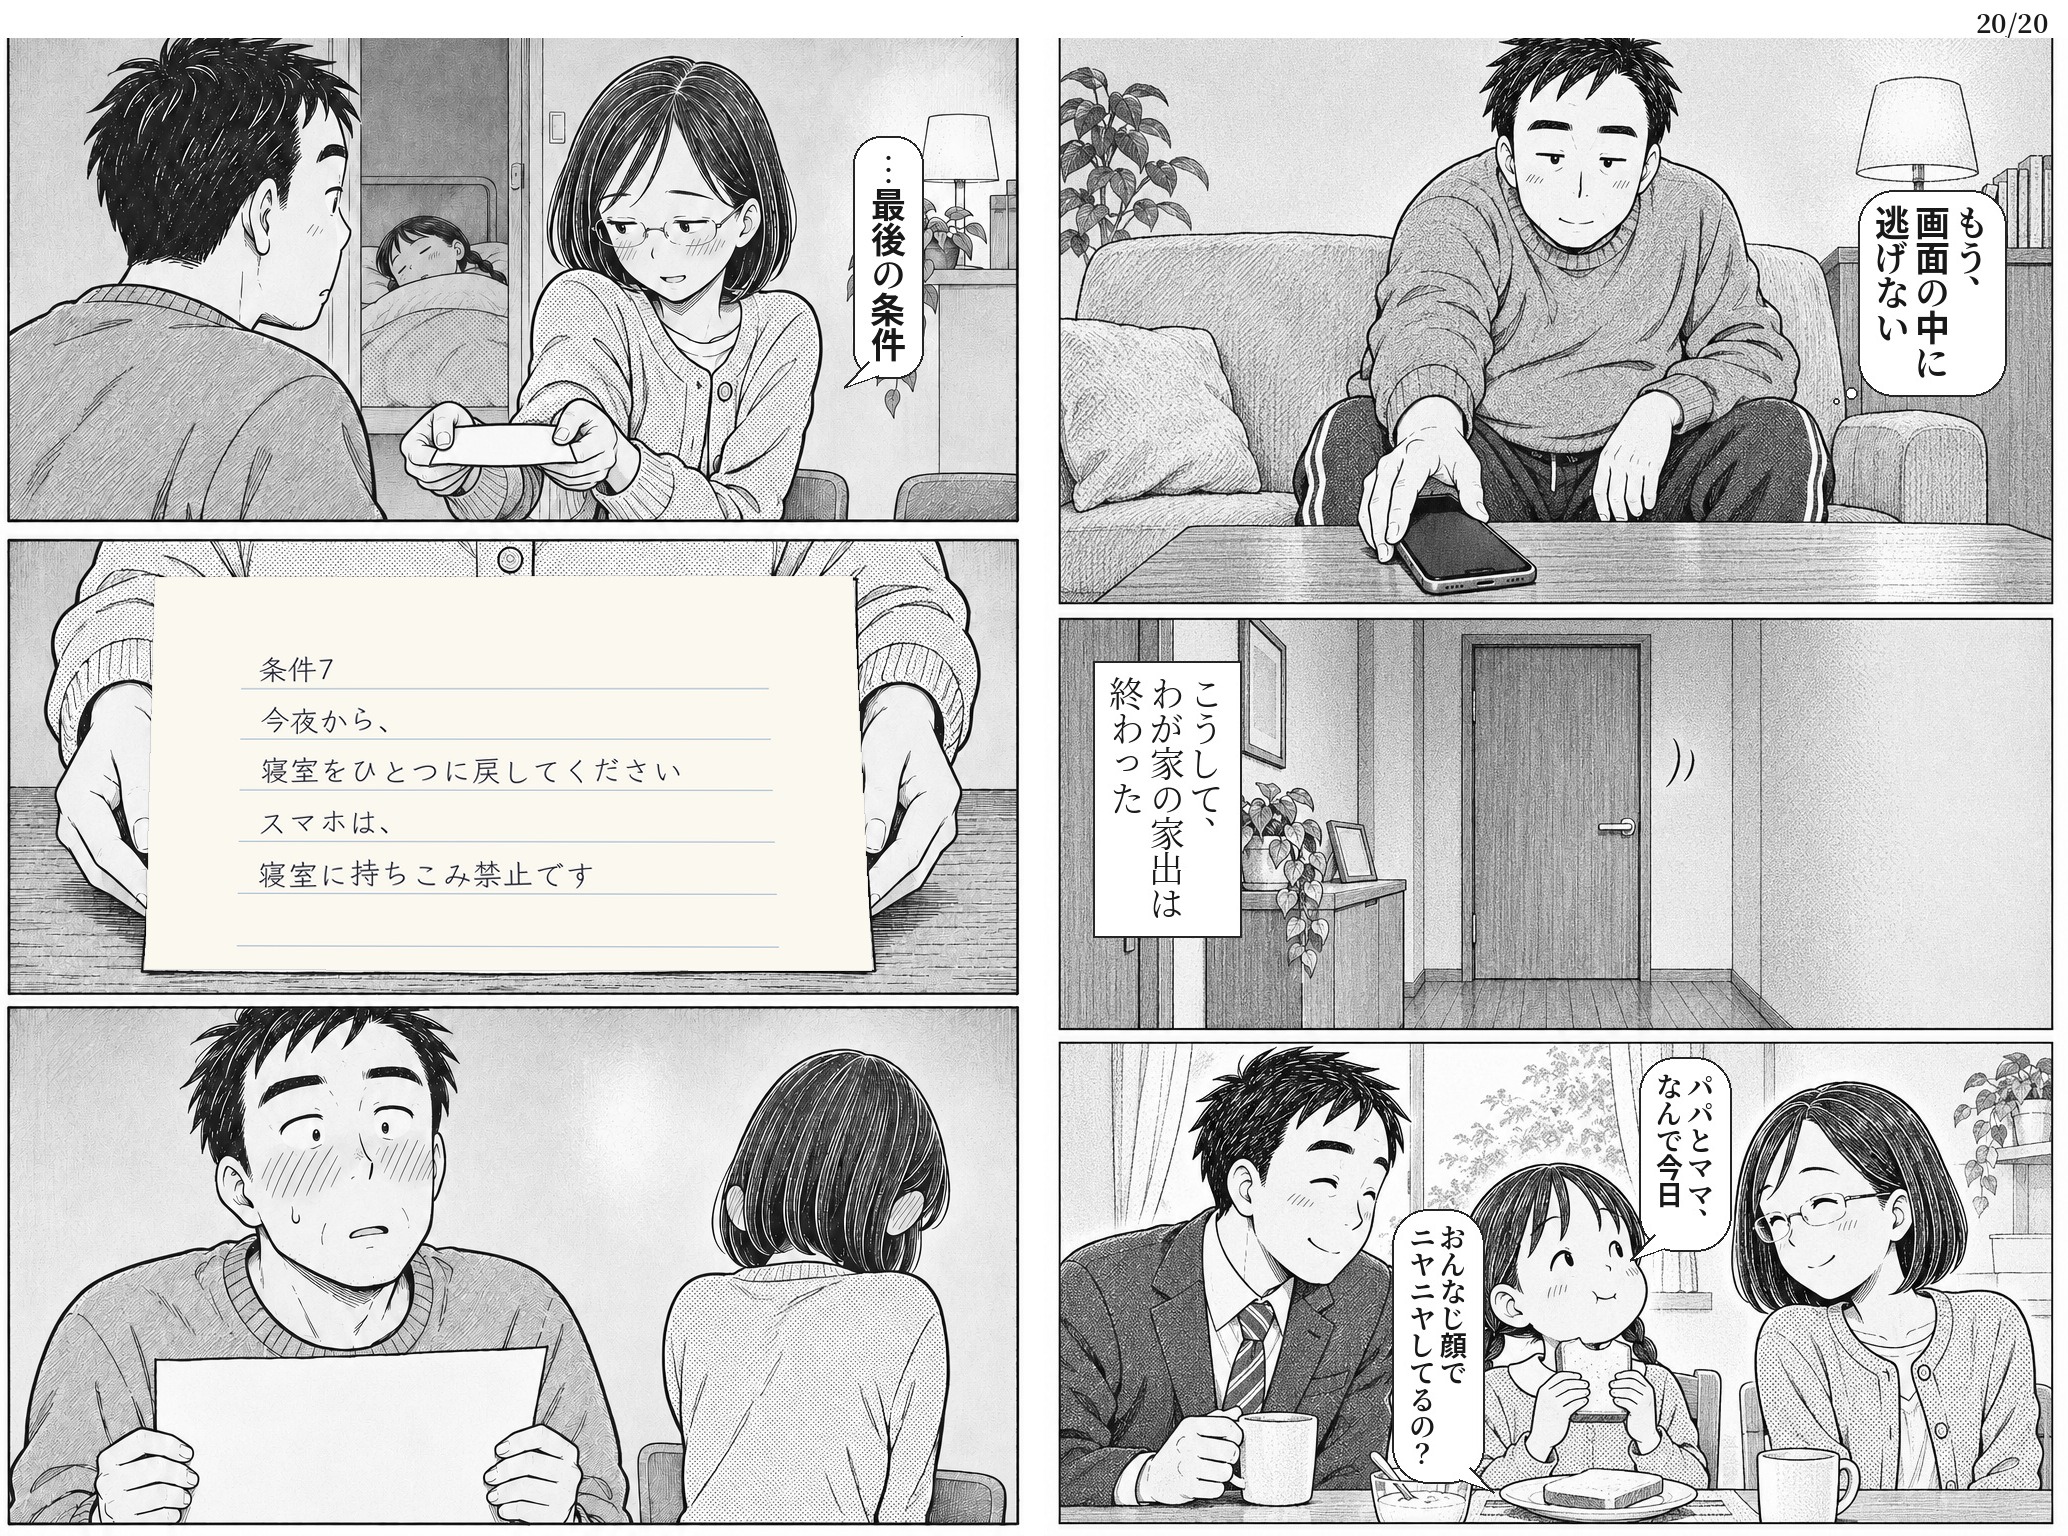 20/20
…最後の条件
条件7
今夜から、
寝室をひとつに戻してください
スマホは、
寝室に持ちこみ禁止です
もう、
画面の中に
逃げない
こうして、
わが家の家出は
終わった
パパとママ、
なんで今日
おんなじ顔で
ニヤニヤしてるの？